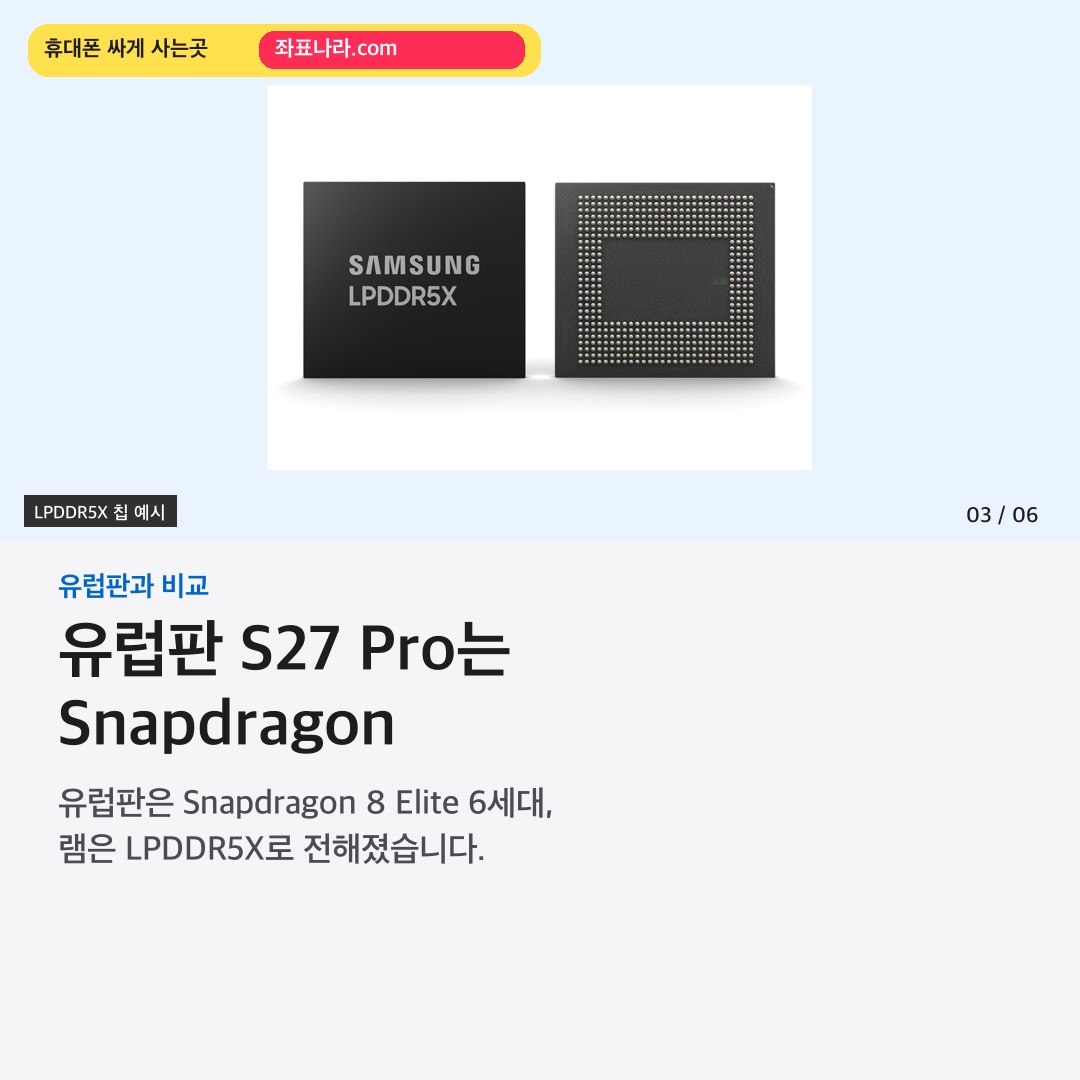 휴대폰 싸게 사는곳 좌표나라.com
SAMSUNG
LPDDR5X
LPDDR5X 칩 예시
03 / 06
유럽판과 비교
유럽판 S27 Pro는
Snapdragon
유럽판은 Snapdragon 8 Elite 6세대,
램은 LPDDR5X로 전해졌습니다.